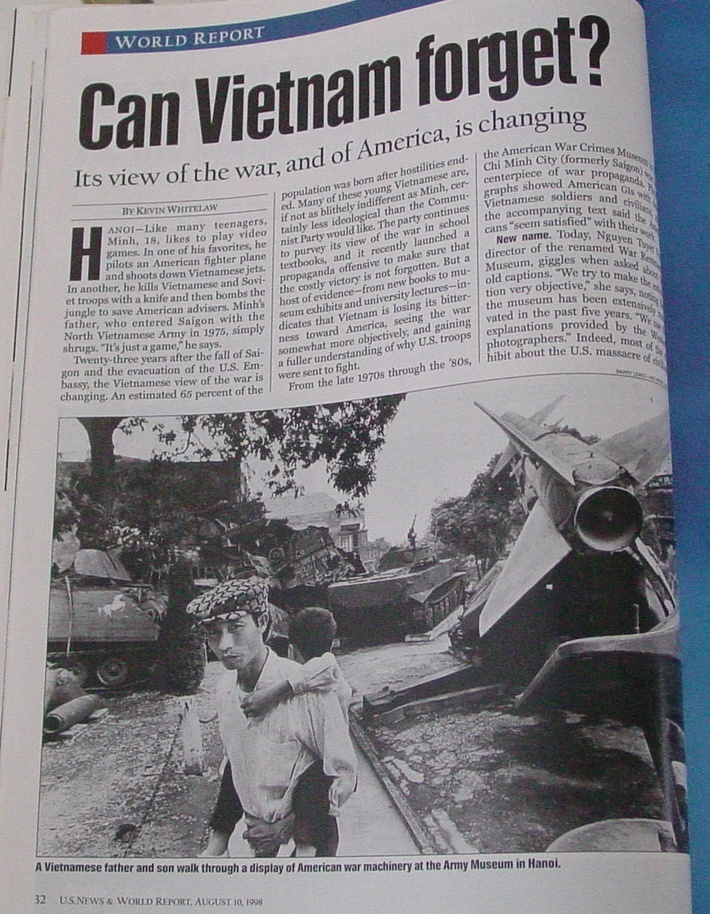 WORLD REPORT
Can Vietnam forget?
Its view of the war, and of America, is changing
BY KEVIN WHITELAW
HANOI—Like many teenagers,
Minh, 18, likes to play video
games. In one of his favorites, he
pilots an American fighter plane
and shoots down Vietnamese jets.
In another, he kills Vietnamese and Sovi-
et troops with a knife and then bombs the
jungle to save American advisers. Minh's
father, who entered Saigon with the
North Vietnamese Army in 1975, simply
shrugs. "It's just a game," he says.
Twenty-three years after the fall of Sai-
gon and the evacuation of the U.S. Em-
bassy, the Vietnamese view of the war is
changing. An estimated 65 percent of the
population was born after hostilities end-
ed. Many of these young Vietnamese are,
if not as blithely indifferent as Minh, cer-
tainly less ideological than the Commu-
nist Party would like. The party continues
to purvey its view of the war in school
textbooks, and it recently launched a
propaganda offensive to make sure that
the costly victory is not forgotten. But a
host of evidence—from new books to mu-
seum exhibits and university lectures—in-
dicates that Vietnam is losing its bitter-
ness toward America, seeing the war
somewhat more objectively, and gaining
a fuller understanding of why U.S. troops
were sent to fight.
From the late 1970s through the '80s,
the American War Crimes Museum
Chi Minh City (formerly Saigon)
centerpiece of war propaganda.
graphs showed American GIs with
Vietnamese soldiers and
the accompanying text said the
cans "seem satisfied" with their
New name. Today, Nguyen
director of the renamed War
Museum, giggles when asked about
old captions. "We try to make the
tion very objective," she says, noting
the museum has been extensively
vated in the past five years. "We use
explanations provided by the
photographers." Indeed, most of
hibit about the U.S. massacre of
A Vietnamese father and son walk through a display of American war machinery at the Army Museum in Hanoi.
32 U.S. NEWS & WORLD REPORT, AUGUST 10, 1998